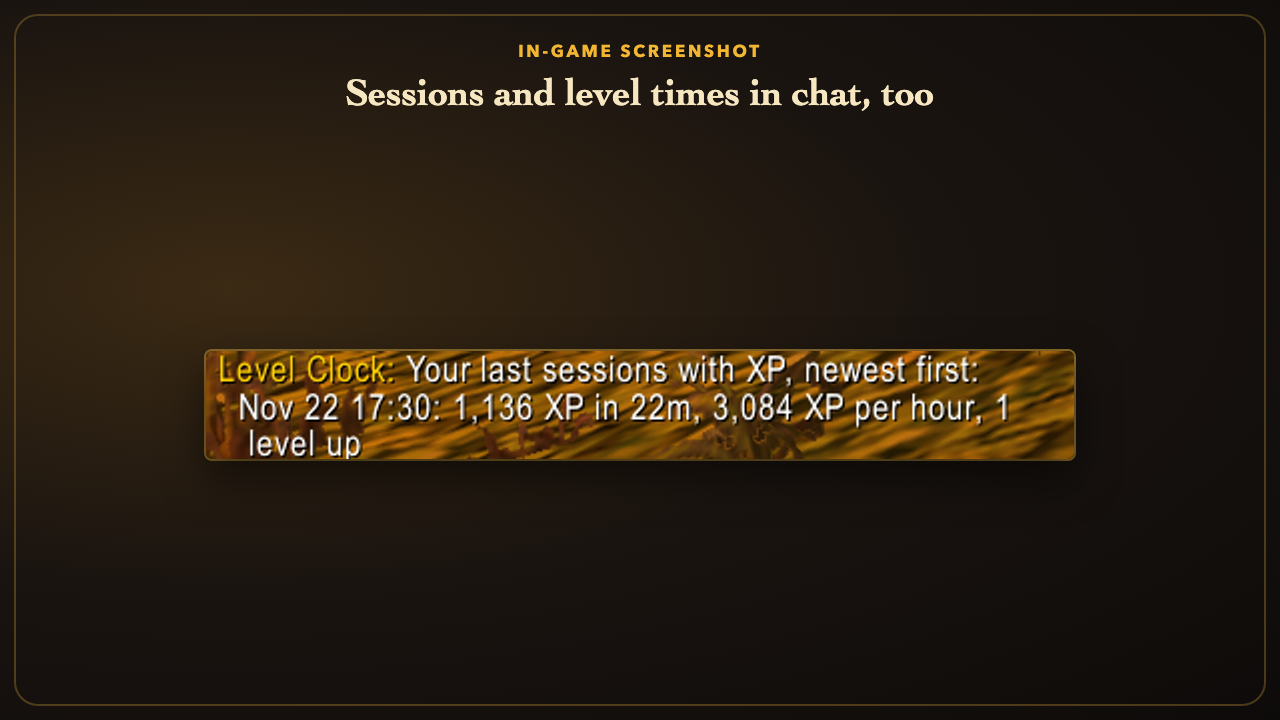 IN-GAME SCREENSHOT
Sessions and level times in chat, too
Level Clock: Your last sessions with XP, newest first:
Nov 22 17:30: 1,136 XP in 22m, 3,084 XP per hour, 1
level up